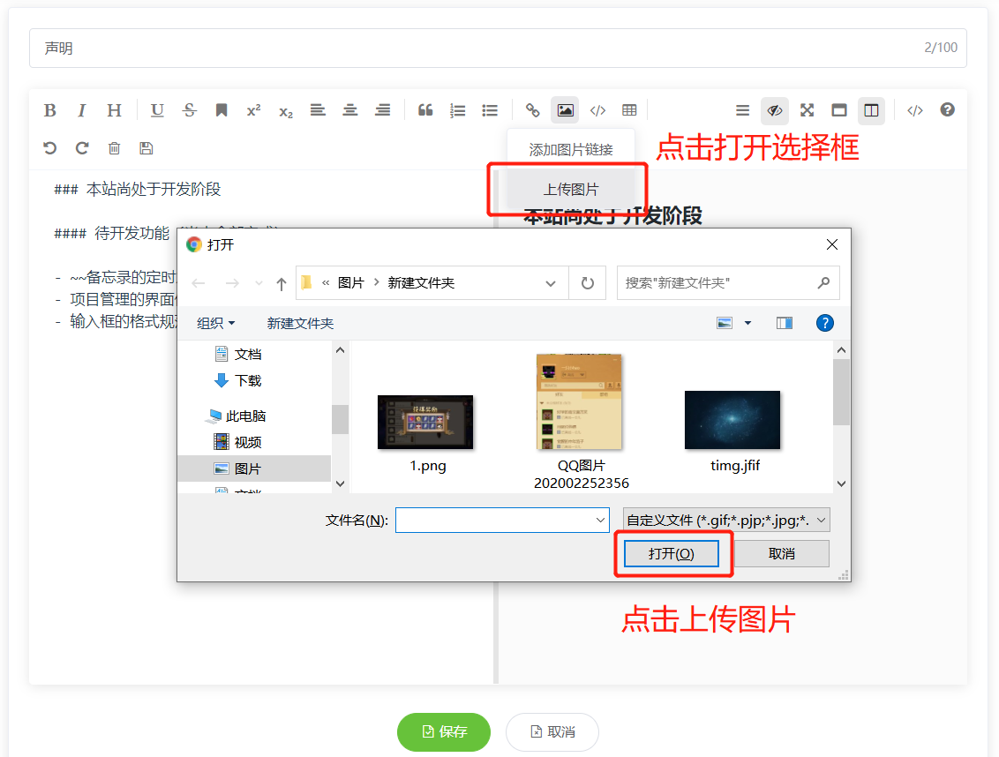 声明
2/100
B I H U S x² x₂
添加图片链接
点击打开选择框
上传图片
### 本站尚处于开发阶段
本站尚处于开发阶段
#### 待开发功能
- ~~备忘录的定时
- 项目管理的界面
- 输入框的格式规
打开
« 图片 > 新建文件夹
搜索"新建文件夹"
组织
新建文件夹
文档
下载
此电脑
视频
图片
文档
1.png
QQ图片
202002252356
timg.jfif
文件名(N):
自定义文件 (*.gif;*.pjp;*.jpg;*.
打开(O)
取消
点击上传图片
保存
取消